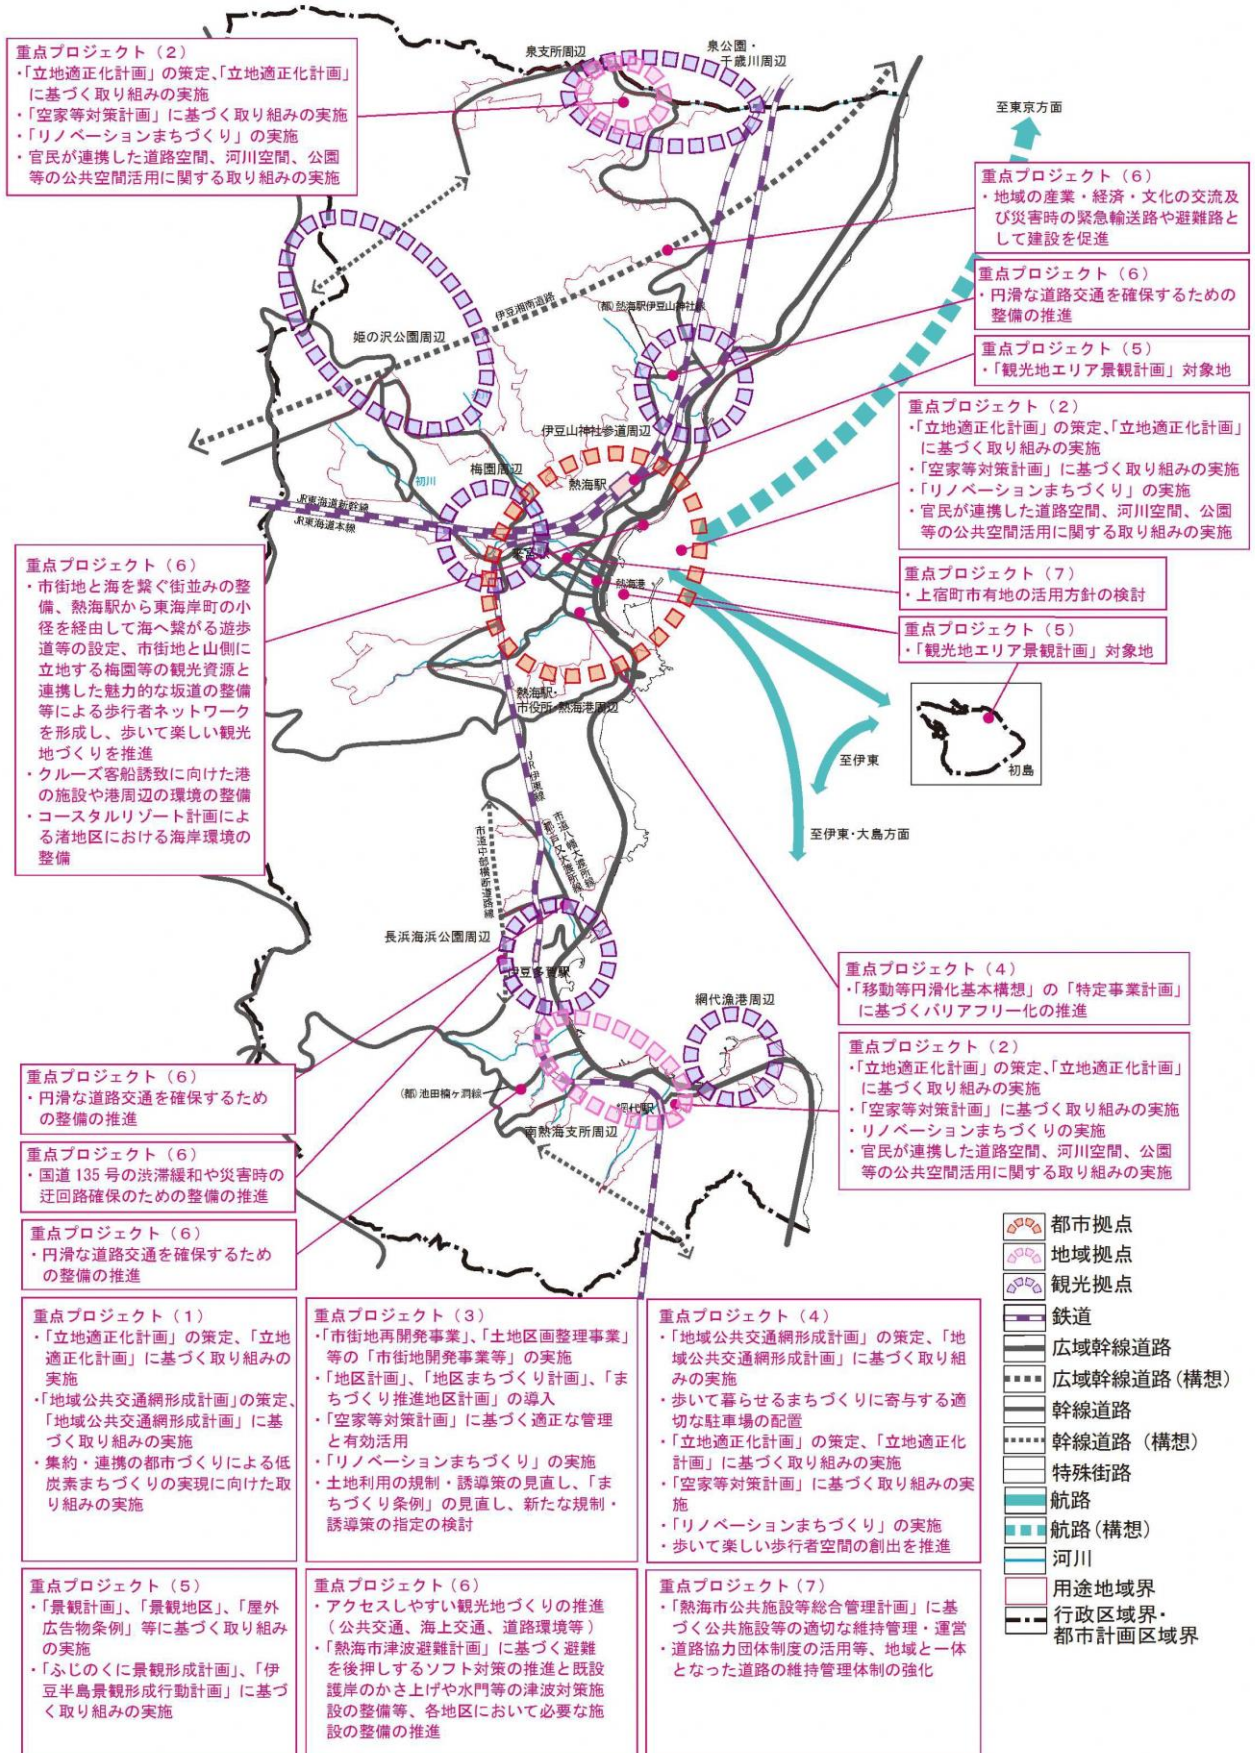 重点プロジェクト（2）
・「立地適正化計画」の策定、「立地適正化計画」
に基づく取り組みの実施
・「空家等対策計画」に基づく取り組みの実施
・「リノベーションまちづくり」の実施
・官民が連携した道路空間、河川空間、公園
等の公共空間活用に関する取り組みの実施
泉支所周辺
泉公園・
千歳川周辺
至東京方面
重点プロジェクト（6）
・地域の産業・経済・文化の交流及
び災害時の緊急輸送路や避難路と
して建設を促進
重点プロジェクト（6）
・円滑な道路交通を確保するための
整備の推進
重点プロジェクト（5）
・「観光地エリア景観計画」対象地
重点プロジェクト（2）
・「立地適正化計画」の策定、「立地適正化計画」
に基づく取り組みの実施
・「空家等対策計画」に基づく取り組みの実施
・「リノベーションまちづくり」の実施
・官民が連携した道路空間、河川空間、公園
等の公共空間活用に関する取り組みの実施
重点プロジェクト（7）
・上宿町市有地の活用方針の検討
重点プロジェクト（5）
・「観光地エリア景観計画」対象地
伊豆湘南道路
(都)熱海駅伊豆山神社線
姫の沢公園周辺
伊豆山神社参道周辺
梅園周辺
熱海駅
初川
JR東海道新幹線
JR東海道本線
来宮駅
熱海港
熱海駅・
市役所・熱海港周辺
初島
至伊東
至伊東・大島方面
重点プロジェクト（6）
・市街地と海を繋ぐ街並みの整
備、熱海駅から東海岸町の小
径を経由して海へ繋がる遊歩
道等の設定、市街地と山側に
立地する梅園等の観光資源と
連携した魅力的な坂道の整備
等による歩行者ネットワーク
を形成し、歩いて楽しい観光
地づくりを推進
・クルーズ客船誘致に向けた港
の施設や港周辺の環境の整備
・コースタルリゾート計画によ
る渚地区における海岸環境の
整備
JR伊東線
市道中部横断道路線
市道八幡大渡所線
長浜海浜公園周辺
伊豆多賀駅
網代漁港周辺
(都)池田楠ヶ洞線
網代駅
南熱海支所周辺
重点プロジェクト（4）
・「移動等円滑化基本構想」の「特定事業計画」
に基づくバリアフリー化の推進
重点プロジェクト（2）
・「立地適正化計画」の策定、「立地適正化計画」
に基づく取り組みの実施
・「空家等対策計画」に基づく取り組みの実施
・リノベーションまちづくりの実施
・官民が連携した道路空間、河川空間、公園
等の公共空間活用に関する取り組みの実施
重点プロジェクト（6）
・円滑な道路交通を確保するため
の整備の推進
重点プロジェクト（6）
・国道135号の渋滞緩和や災害時の
迂回路確保のための整備の推進
重点プロジェクト（6）
・円滑な道路交通を確保するため
の整備の推進
重点プロジェクト（1）
・「立地適正化計画」の策定、「立地
適正化計画」に基づく取り組みの
実施
・「地域公共交通網形成計画」の策定、
「地域公共交通網形成計画」に基
づく取り組みの実施
・集約・連携の都市づくりによる低
炭素まちづくりの実現に向けた取
り組みの実施
重点プロジェクト（3）
・「市街地再開発事業」、「土地区画整理事業」
等の「市街地開発事業等」の実施
・「地区計画」、「地区まちづくり計画」、「ま
ちづくり推進地区計画」の導入
・「空家等対策計画」に基づく適正な管理
と有効活用
・「リノベーションまちづくり」の実施
・土地利用の規制・誘導策の見直し、「ま
ちづくり条例」の見直し、新たな規制・
誘導策の指定の検討
重点プロジェクト（4）
・「地域公共交通網形成計画」の策定、「地
域公共交通網形成計画」に基づく取り組
みの実施
・歩いて暮らせるまちづくりに寄与する適
切な駐車場の配置
・「立地適正化計画」の策定、「立地適正化
計画」に基づく取り組みの実施
・「空家等対策計画」に基づく取り組みの実
施
・「リノベーションまちづくり」の実施
・歩いて楽しい歩行者空間の創出を推進
重点プロジェクト（5）
・「景観計画」、「景観地区」、「屋外
広告物条例」等に基づく取り組み
の実施
・「ふじのくに景観形成計画」、「伊
豆半島景観形成行動計画」に基づ
く取り組みの実施
重点プロジェクト（6）
・アクセスしやすい観光地づくりの推進
（公共交通、海上交通、道路環境等）
・「熱海市津波避難計画」に基づく避難
を後押しするソフト対策の推進と既設
護岸のかさ上げや水門等の津波対策施
設の整備等、各地区において必要な施
設の整備の推進
重点プロジェクト（7）
・「熱海市公共施設等総合管理計画」に基
づく公共施設等の適切な維持管理・運営
・道路協力団体制度の活用等、地域と一体
となった道路の維持管理体制の強化
都市拠点
地域拠点
観光拠点
鉄道
広域幹線道路
広域幹線道路(構想)
幹線道路
幹線道路（構想）
特殊街路
航路
航路(構想)
河川
用途地域界
行政区域界・
都市計画区域界